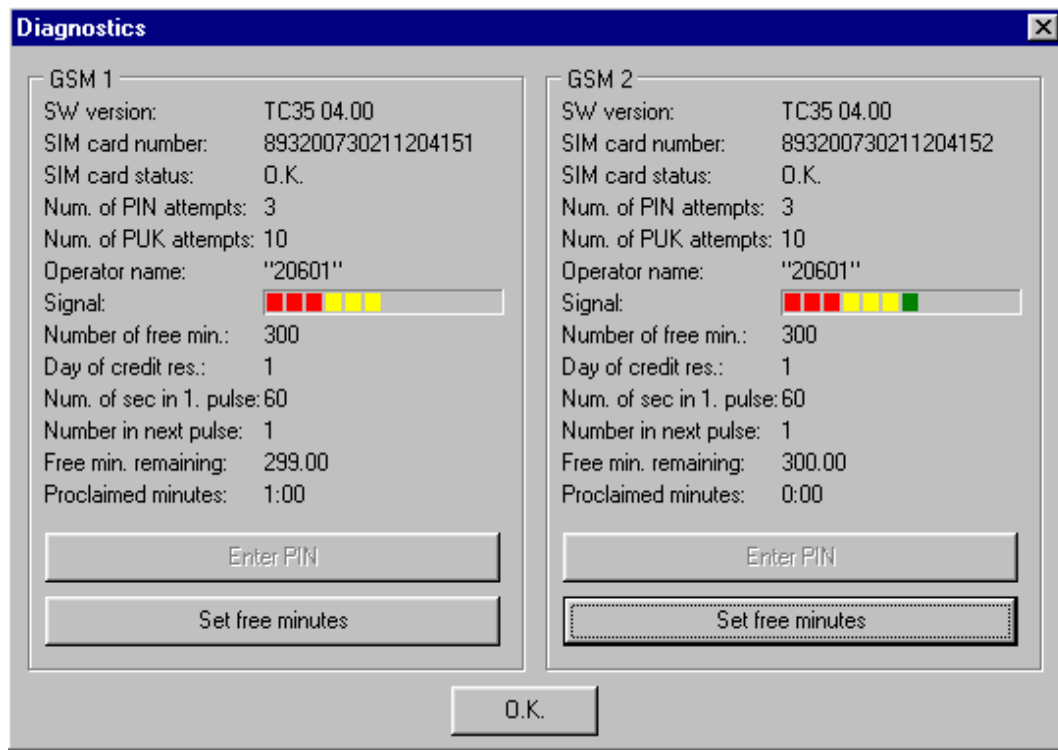 Diagnostics
GSM 1
SW version: TC35 04.00
SIM card number: 893200730211204151
SIM card status: O.K.
Num. of PIN attempts: 3
Num. of PUK attempts: 10
Operator name: "20601"
Signal:
Number of free min.: 300
Day of credit res.: 1
Num. of sec in 1. pulse: 60
Number in next pulse: 1
Free min. remaining: 299.00
Proclaimed minutes: 1:00
Enter PIN
Set free minutes
GSM 2
SW version: TC35 04.00
SIM card number: 893200730211204152
SIM card status: O.K.
Num. of PIN attempts: 3
Num. of PUK attempts: 10
Operator name: "20601"
Signal:
Number of free min.: 300
Day of credit res.: 1
Num. of sec in 1. pulse: 60
Number in next pulse: 1
Free min. remaining: 300.00
Proclaimed minutes: 0:00
Enter PIN
Set free minutes
O.K.